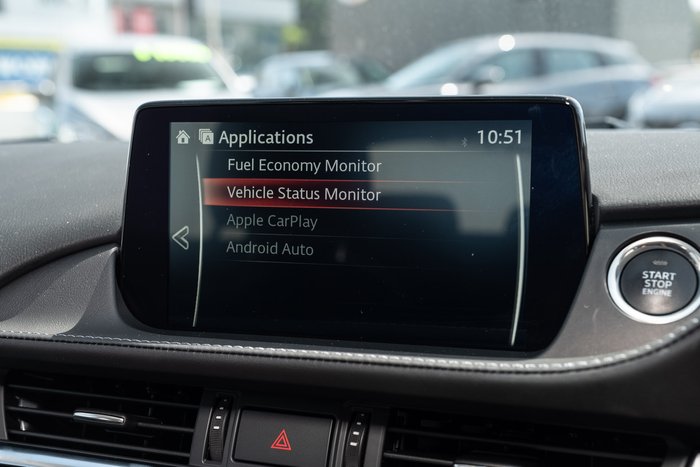 Applications
10:51
Fuel Economy Monitor
Vehicle Status Monitor
Apple CarPlay
Android Auto
START
STOP
ENGINE